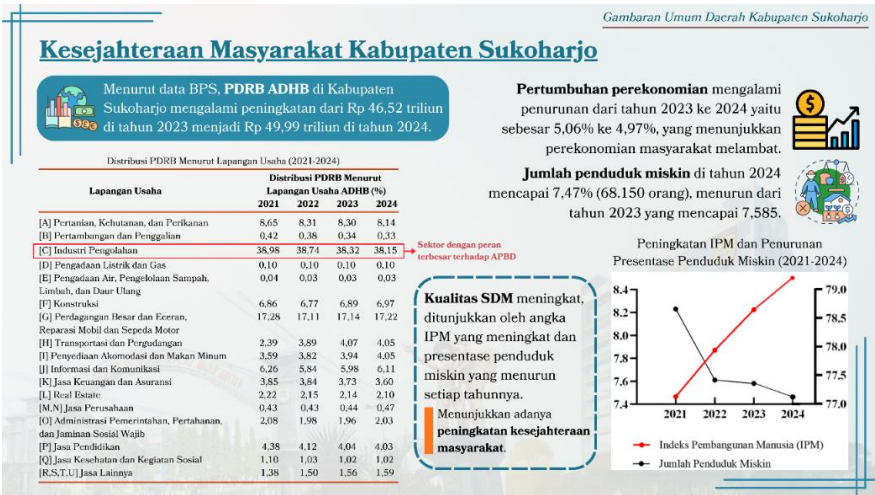 Gambaran Umum Daerah Kabupaten Sukoharjo
Kesejahteraan Masyarakat Kabupaten Sukoharjo
Menurut data BPS, PDRB ADHB di Kabupaten
Sukoharjo mengalami peningkatan dari Rp 46,52 triliun
di tahun 2023 menjadi Rp 49,99 triliun di tahun 2024.
Distribusi PDRB Menurut Lapangan Usaha (2021-2024)
Lapangan Usaha
Distribusi PDRB Menurut
Lapangan Usaha ADHB (%)
2021 2022 2023 2024
[A] Pertanian, Kehutanan, dan Perikanan 8,65 8,31 8,30 8,14
[B] Pertambangan dan Penggalian 0,42 0,38 0,34 0,33
[C] Industri Pengolahan 38,98 38,74 38,32 38,15
[D] Pengadaan Listrik dan Gas 0,10 0,10 0,10 0,10
[E] Pengadaan Air, Pengelolaan Sampah, 0,04 0,03 0,03 0,03
Limbah, dan Daur Ulang
[F] Konstruksi 6,86 6,77 6,89 6,97
[G] Perdagangan Besar dan Eceran, 17,28 17,11 17,14 17,22
Reparasi Mobil dan Sepeda Motor
[H] Transportasi dan Pergudangan 2,39 3,89 4,07 4,05
[I] Penyediaan Akomodasi dan Makan Minum 3,59 3,82 3,94 4,05
[J] Informasi dan Komunikasi 6,26 5,84 5,98 6,11
[K] Jasa Keuangan dan Asuransi 3,85 3,84 3,73 3,60
[L] Real Estate 2,22 2,15 2,14 2,10
[M,N] Jasa Perusahaan 0,43 0,43 0,44 0,47
[O] Administrasi Pemerintahan, Pertahanan, 2,08 1,98 1,96 2,03
dan Jaminan Sosial Wajib
[P] Jasa Pendidikan 4,38 4,12 4,04 4,03
[Q] Jasa Kesehatan dan Kegiatan Sosial 1,10 1,03 1,02 1,02
[R,S,T,U] Jasa Lainnya 1,38 1,50 1,56 1,59
Sektor dengan peran
terbesar terhadap APBD
Kualitas SDM meningkat,
ditunjukkan oleh angka
IPM yang meningkat dan
presentase penduduk
miskin yang menurun
setiap tahunnya.
Menunjukkan adanya
peningkatan kesejahteraan
masyarakat.
Pertumbuhan perekonomian mengalami
penurunan dari tahun 2023 ke 2024 yaitu
sebesar 5,06% ke 4,97%, yang menunjukkan
perekonomian masyarakat melambat.
Jumlah penduduk miskin di tahun 2024
mencapai 7,47% (68.150 orang), menurun dari
tahun 2023 yang mencapai 7,585.
Peningkatan IPM dan Penurunan
Presentase Penduduk Miskin (2021-2024)
8.4 79.0
8.2 78.5
8.0 78.0
7.8
7.6 77.5
7.4 77.0
2021 2022 2023 2024
Indeks Pembangunan Manusia (IPM)
Jumlah Penduduk Miskin